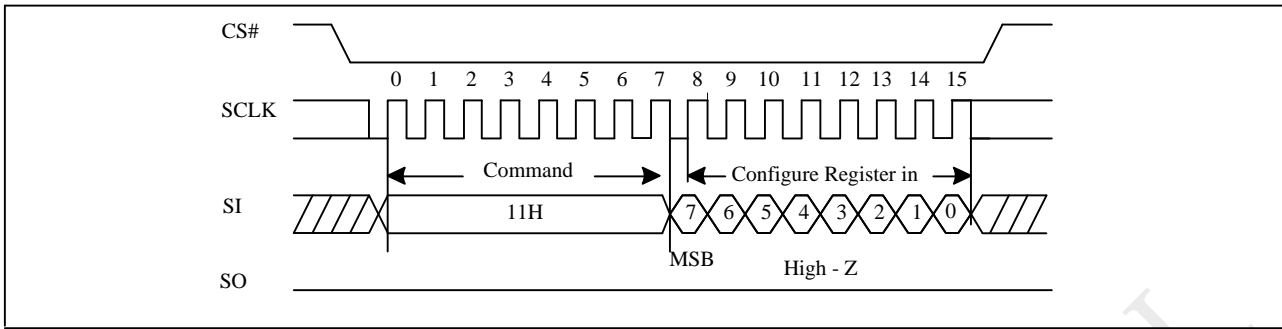 CS#
0 1 2 3 4 5 6 7 8 9 10 11 12 13 14 15
SCLK
Command Configure Register in
SI 11H 7 6 5 4 3 2 1 0
MSB High - Z
SO